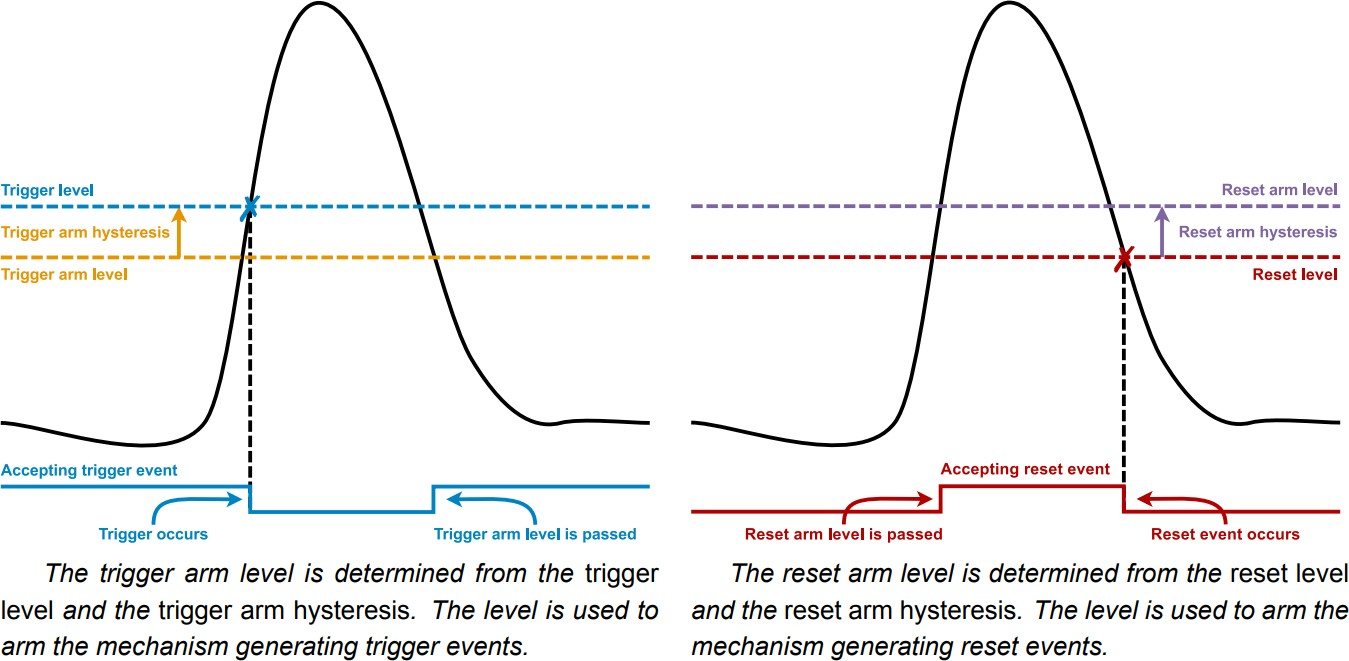 Trigger level
Trigger arm hysteresis
Trigger arm level
Accepting trigger event
Trigger occurs
Trigger arm level is passed
The trigger arm level is determined from the trigger
level and the trigger arm hysteresis. The level is used to
arm the mechanism generating trigger events.
Reset arm level
Reset arm hysteresis
Reset level
Accepting reset event
Reset arm level is passed
Reset event occurs
The reset arm level is determined from the reset level
and the reset arm hysteresis. The level is used to arm the
mechanism generating reset events.